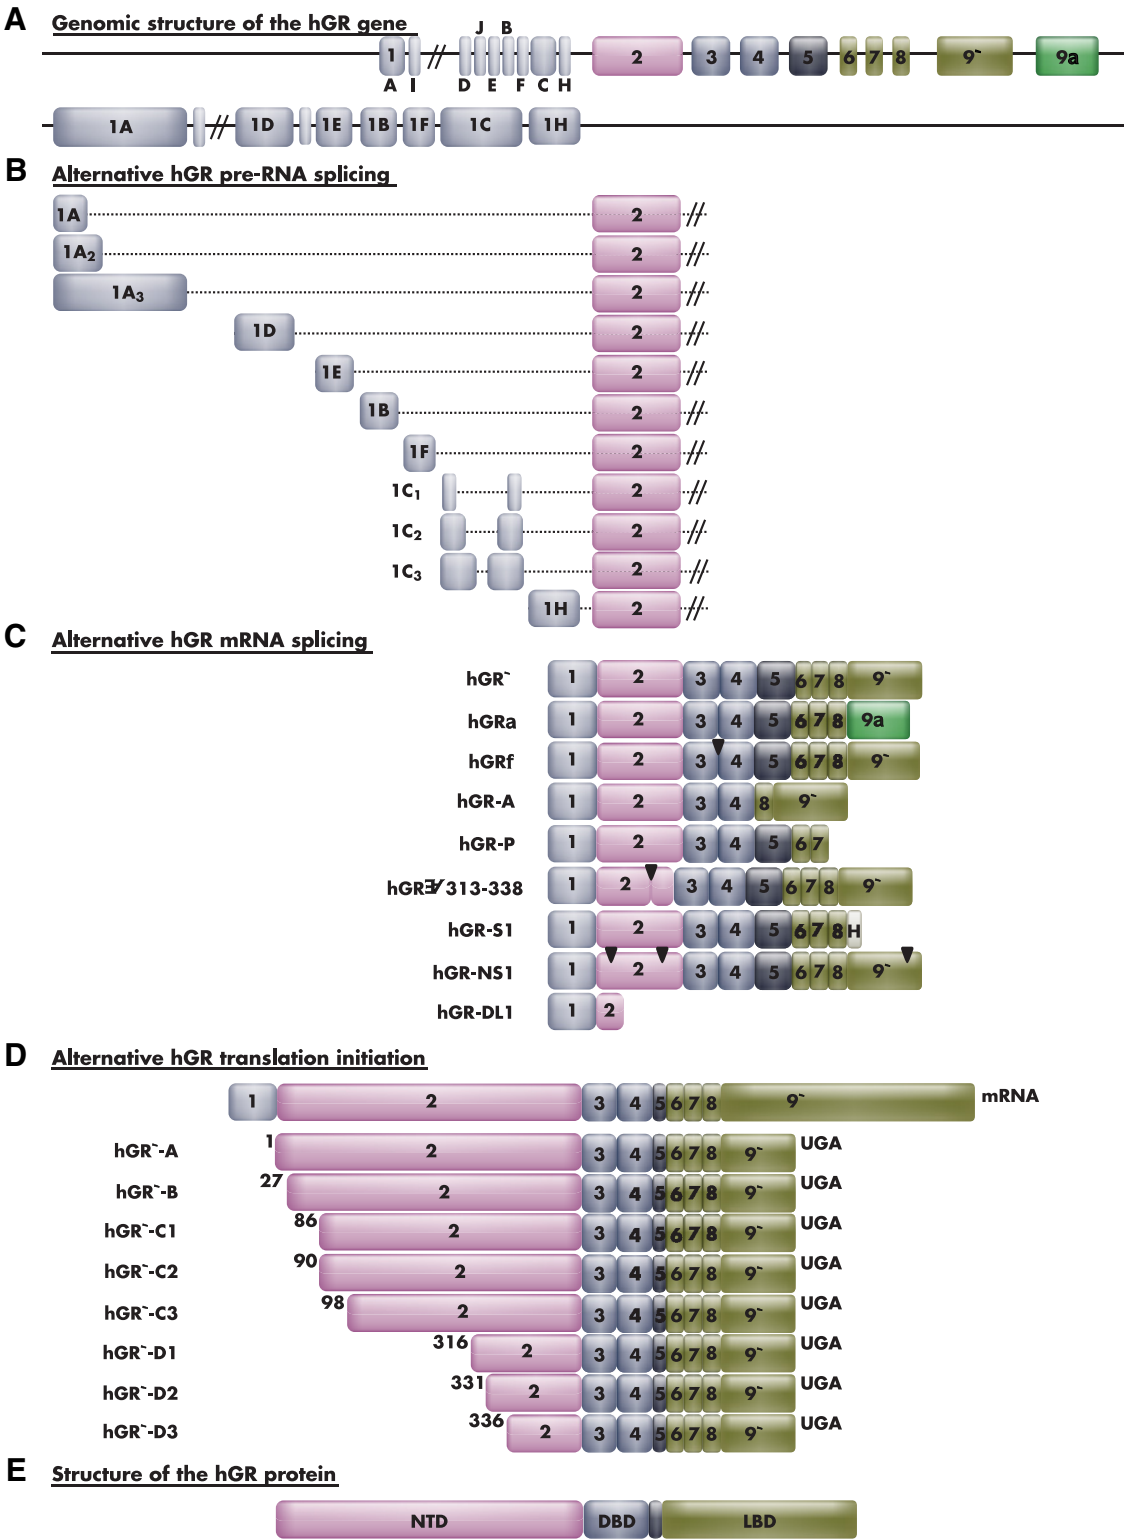 A Genomic structure of the hGR gene
J B
1 2 3 4 5 6 7 8 9` 9a
A I D E F C H
1A 1D 1E 1B 1F 1C 1H
B Alternative hGR pre-RNA splicing
1A 2
1A2 2
1A3 2
1D 2
1E 2
1B 2
1F 2
1C1 2
1C2 2
1C3 2
1H 2
C Alternative hGR mRNA splicing
hGR` 1 2 3 4 5 6 7 8 9`
hGRa 1 2 3 4 5 6 7 8 9a
hGRf 1 2 3 4 5 6 7 8 9`
hGR-A 1 2 3 4 8 9`
hGR-P 1 2 3 4 5 6 7
hGR∃∀313-338 1 2 3 4 5 6 7 8 9`
hGR-S1 1 2 3 4 5 6 7 8 H
hGR-NS1 1 2 3 4 5 6 7 8 9`
hGR-DL1 1 2
D Alternative hGR translation initiation
1 2 3 4 5 6 7 8 9` mRNA
hGR`-A 1 2 3 4 5 6 7 8 9` UGA
hGR`-B 27 2 3 4 5 6 7 8 9` UGA
hGR`-C1 86 2 3 4 5 6 7 8 9` UGA
hGR`-C2 90 2 3 4 5 6 7 8 9` UGA
hGR`-C3 98 2 3 4 5 6 7 8 9` UGA
hGR`-D1 316 2 3 4 5 6 7 8 9` UGA
hGR`-D2 331 2 3 4 5 6 7 8 9` UGA
hGR`-D3 336 2 3 4 5 6 7 8 9` UGA
E Structure of the hGR protein
NTD DBD LBD